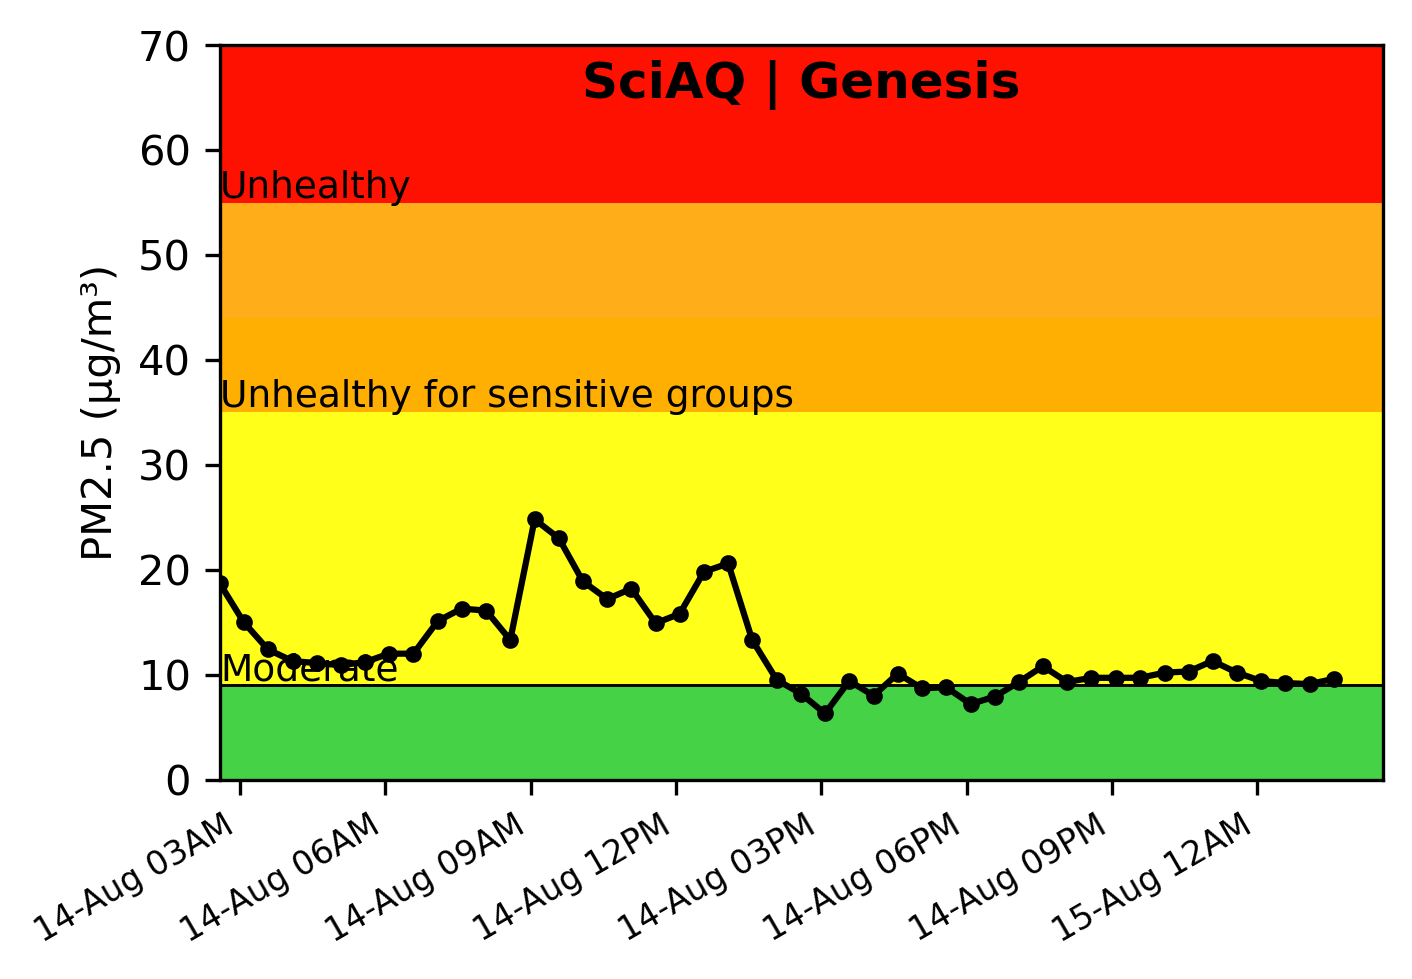 SciAQ | Genesis
PM2.5 (µg/m³)
70
60
50
40
30
20
10
0
Unhealthy
Unhealthy for sensitive groups
Moderate
14-Aug 03AM
14-Aug 06AM
14-Aug 09AM
14-Aug 12PM
14-Aug 03PM
14-Aug 06PM
14-Aug 09PM
15-Aug 12AM